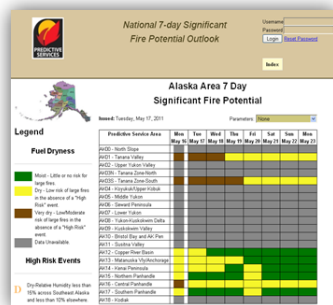 National 7-day Significant
Fire Potential Outlook
Username
Password
Login Reset Password
Index
PREDICTIVE
SERVICES
Alaska Area 7 Day
Significant Fire Potential
Issued: Tuesday, May 17, 2011
Parameters: None
Legend
Fuel Dryness
Moist - Little or no risk for
large fires.
Dry - Low risk of large
fires in the absence of a
"High Risk"
event.
Very dry - Low/Moderate
risk of large fires in
the absence of a "High
Risk" event.
Data Unavailable
High Risk Events
D Dry-Relative Humidity less than
15% across Southeast Alaska
and less than 10% elsewhere
Predictive Service Area Mon May 16 Tue May 17 Wed May 18 Thu May 19 Fri May 20 Sat May 21 Sun May 22 Mon May 23
AK00 - North Slope
AK01 - Tanana Valley
AK02 - Upper Yukon Valley
AK03N - Tanana Zone-North
AK03S - Tanana Zone-South
AK04 - Koyukuk/Upper Kobuk
AK05 - Middle Yukon
AK06 - Seward Peninsula
AK07 - Lower Yukon
AK08 - Yukon-Kuskokwim Delta
AK09 - Kuskokwim Valley
AK10 - Bristol Bay and AK Pen
AK11 - Susitna Valley
AK12 - Copper River Basin
AK13 - Matanuska Vly/Anchorage
AK14 - Kenai Peninsula
AK15 - Northern Panhandle
AK16 - Central Panhandle
AK17 - Southern Panhandle
AK18 - Kodiak